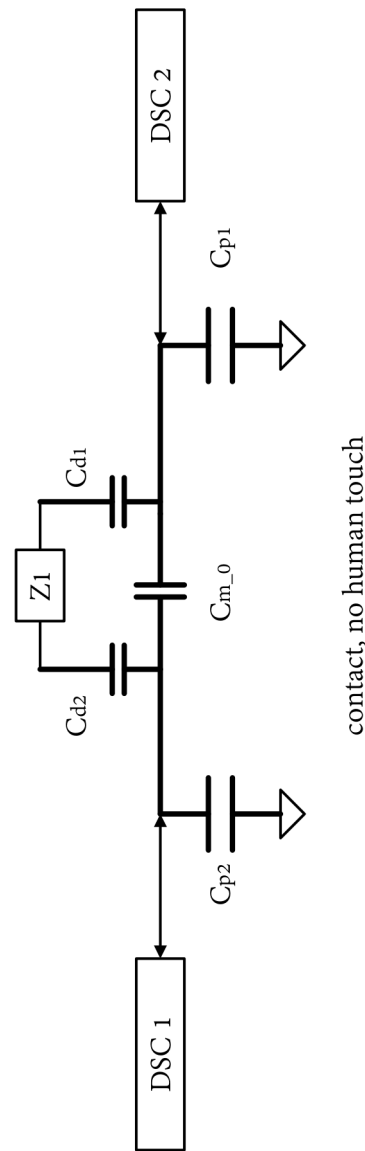 Z1
Cd2
Cd1
DSC 1
Cm_0
DSC 2
Cp2
Cp1
contact, no human touch